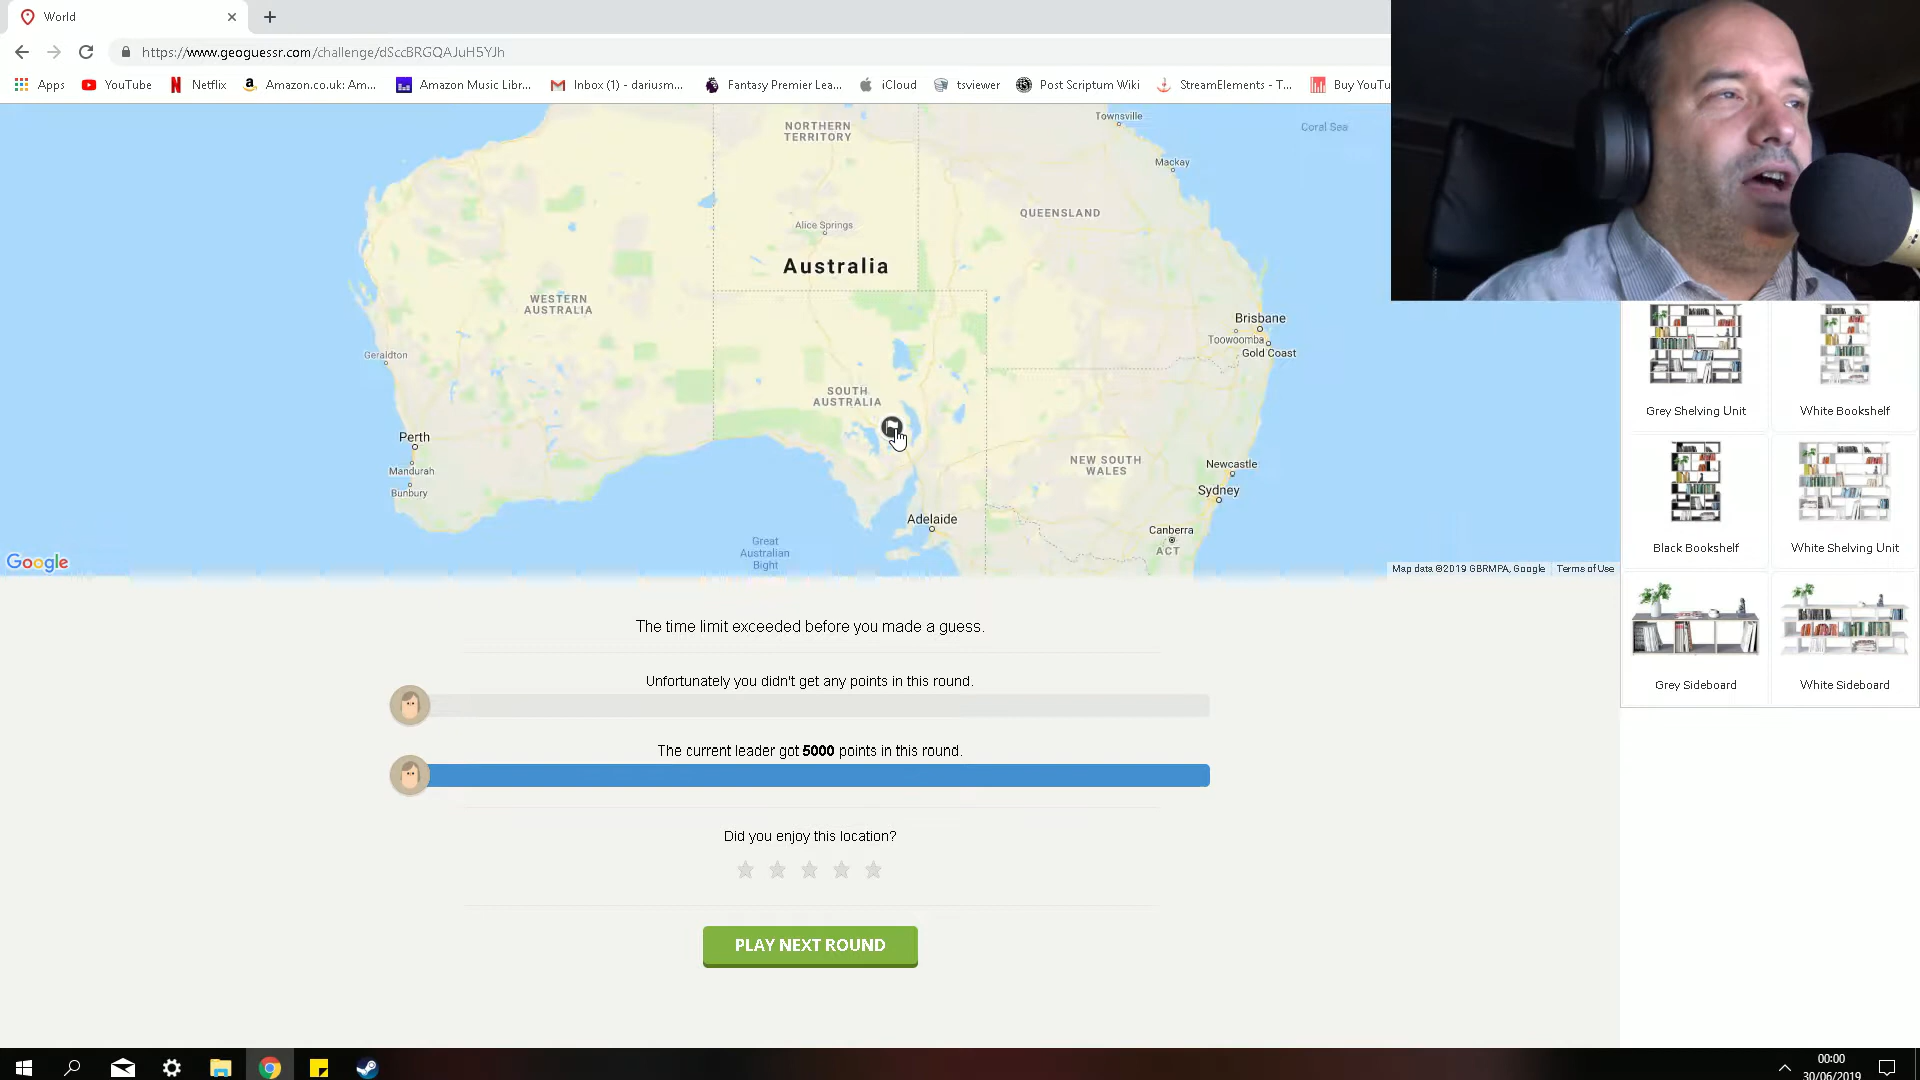 World
https://www.geoguessr.com/challenge/dSccBRGQAJuH5YJh
Apps YouTube Netflix Amazon.co.uk: Am... Amazon Music Libr... Inbox (1) - dariusm... Fantasy Premier Lea... iCloud tsviewer Post Scriptum Wiki StreamElements - T... Buy YouTu
NORTHERN
TERRITORY
Townsville
Coral Sea
Mackay
QUEENSLAND
Alice Springs
Australia
WESTERN
AUSTRALIA
Brisbane
Toowoomba
Gold Coast
Geraldton
SOUTH
AUSTRALIA
Perth
Mandurah
Bunbury
NEW SOUTH
WALES
Newcastle
Sydney
Adelaide
Canberra
ACT
Great
Australian
Bight
Google
Map data ©2019 GBRMPA, Google Terms of Use
Grey Shelving Unit
White Bookshelf
Black Bookshelf
White Shelving Unit
Grey Sideboard
White Sideboard
The time limit exceeded before you made a guess.
Unfortunately you didn't get any points in this round.
The current leader got 5000 points in this round.
Did you enjoy this location?
PLAY NEXT ROUND
00:00
30/06/2019